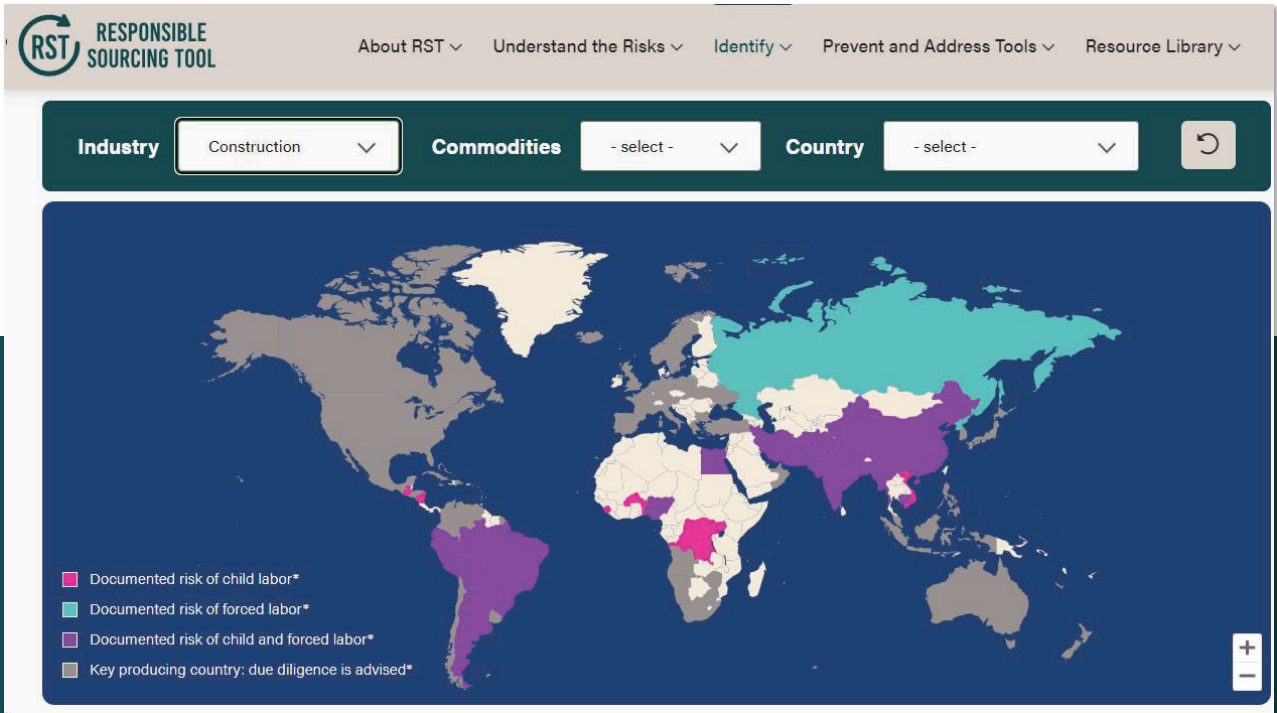 RST
RESPONSIBLE
SOURCING TOOL
About RST
Understand the Risks
Identify
Prevent and Address Tools
Resource Library
Industry
Construction
Commodities
- select -
Country
- select -
Documented risk of child labor*
Documented risk of forced labor*
Documented risk of child and forced labor*
Key producing country: due diligence is advised*
+
−